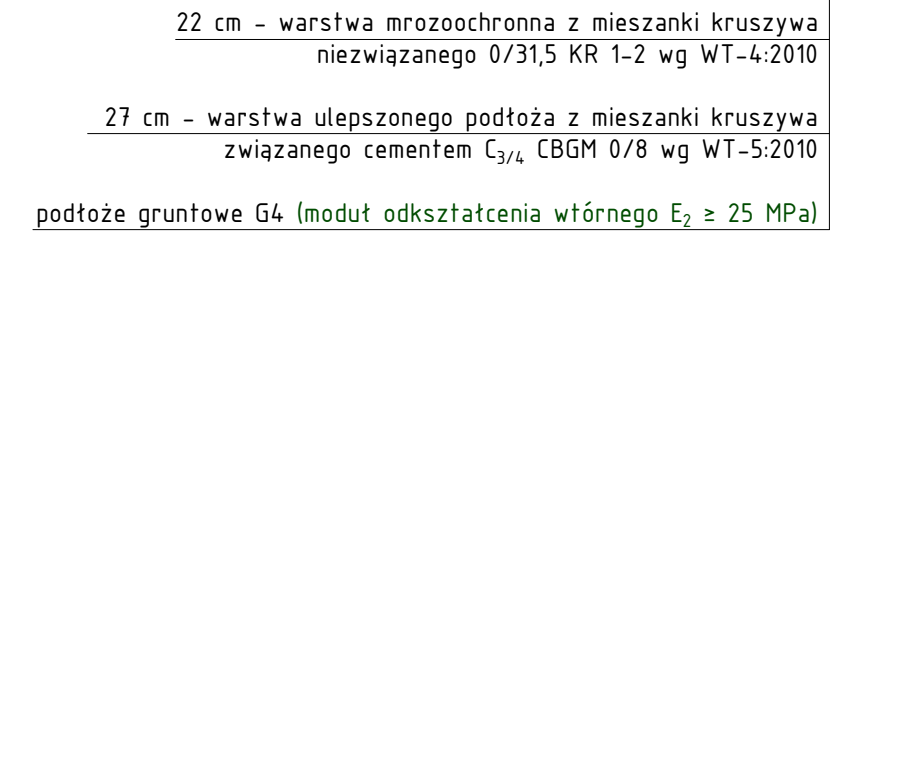 22 cm - warstwa mrozoochronna z mieszanki kruszywa
niezwiązanego 0/31,5 KR 1-2 wg WT-4:2010
27 cm - warstwa ulepszonego podłoża z mieszanki kruszywa
związanego cementem C3/4 CBGM 0/8 wg WT-5:2010
podłoże gruntowe G4 (moduł odkształcenia wtórnego E2 ≥ 25 MPa)